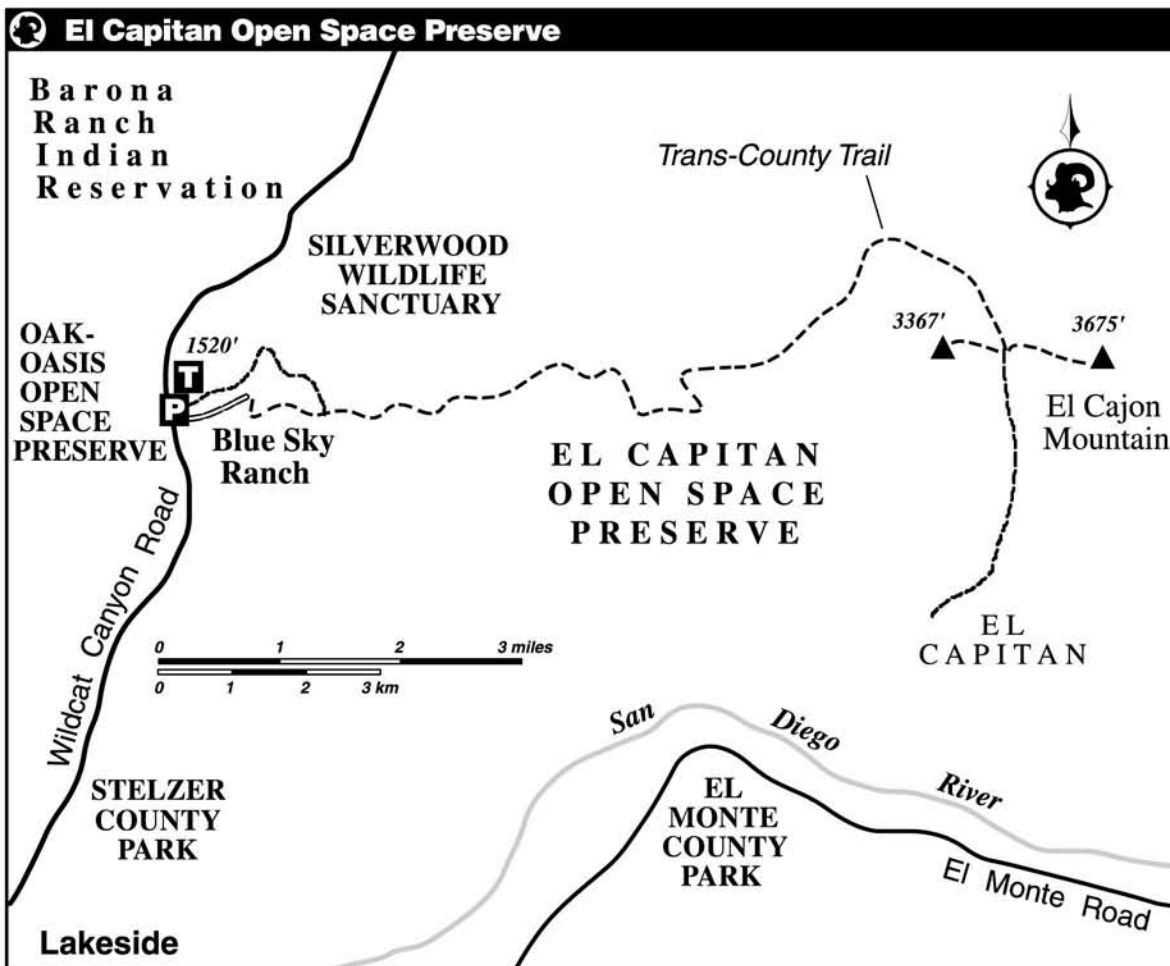 El Capitan Open Space Preserve
Barona
Ranch
Indian
Reservation
Trans-County Trail
SILVERWOOD
WILDLIFE
SANCTUARY
OAK-
OASIS
OPEN
SPACE
PRESERVE
1520'
T
P
Blue Sky
Ranch
3367'
3675'
El Cajon
Mountain
EL CAPITAN
OPEN SPACE
PRESERVE
Wildcat Canyon Road
0 1 2 3 miles
0 1 2 3 km
EL
CAPITAN
San Diego River
STELZER
COUNTY
PARK
EL
MONTE
COUNTY
PARK
El Monte Road
Lakeside